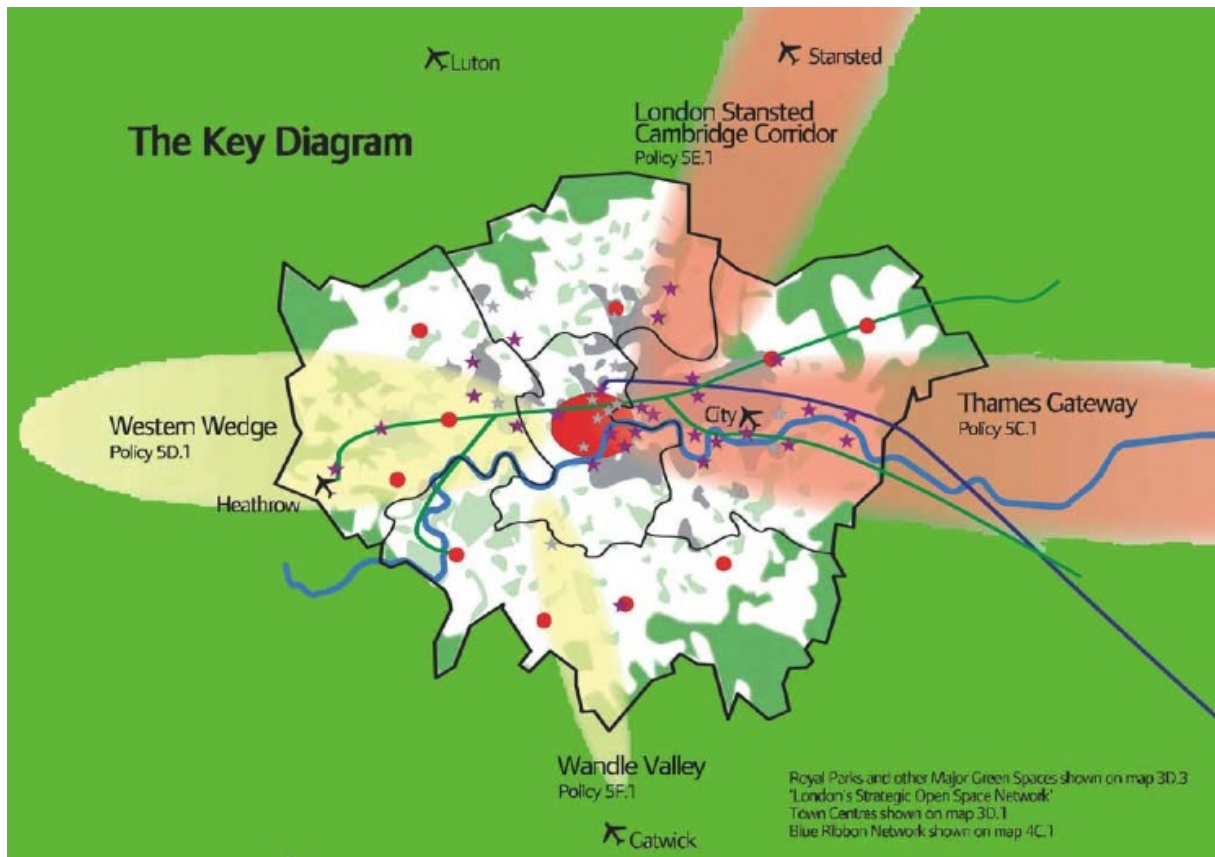 Luton
Stansted
The Key Diagram
London Stansted
Cambridge Corridor
Policy 5E.1
Western Wedge
Policy 5D.1
City
Thames Gateway
Policy 5C.1
Heathrow
Wandle Valley
Policy 5F.1
Gatwick
Royal Parks and other Major Green Spaces shown on map 3D.3
'London's Strategic Open Space Network'
Town Centres shown on map 3D.1
Blue Ribbon Network shown on map 4C.1